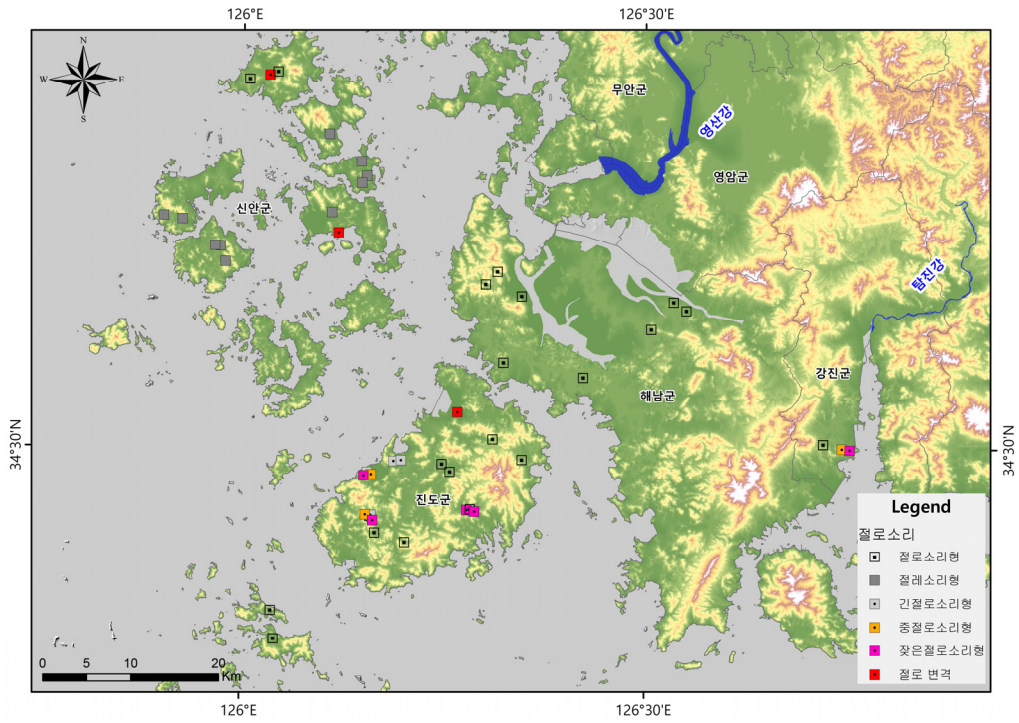 126°E
126°30'E
N
W
E
S
무안군
영산강
영암군
신안군
탐진강
강진군
해남군
34°30'N
34°30'N
진도군
Legend
절로소리
절로소리형
절레소리형
긴절로소리형
중절로소리형
잦은절로소리형
절로 변격
0 5 10 20
Km
126°E
126°30'E